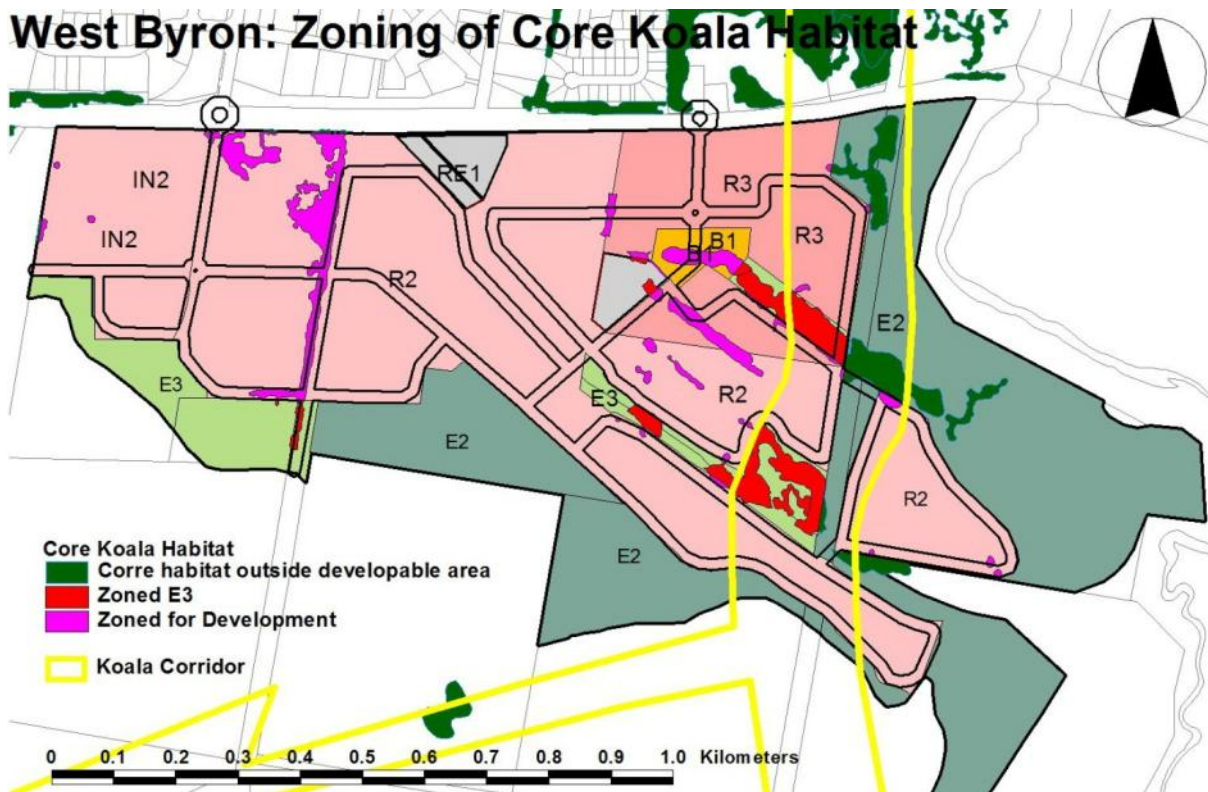 West Byron: Zoning of Core Koala Habitat
IN2
RE1
R3
R3
IN2
B1
B1
R2
E2
E3
E3
R2
E2
R2
E2
Core Koala Habitat
Corre habitat outside developable area
Zoned E3
Zoned for Development
Koala Corridor
0 0.1 0.2 0.3 0.4 0.5 0.6 0.7 0.8 0.9 1.0 Kilometers